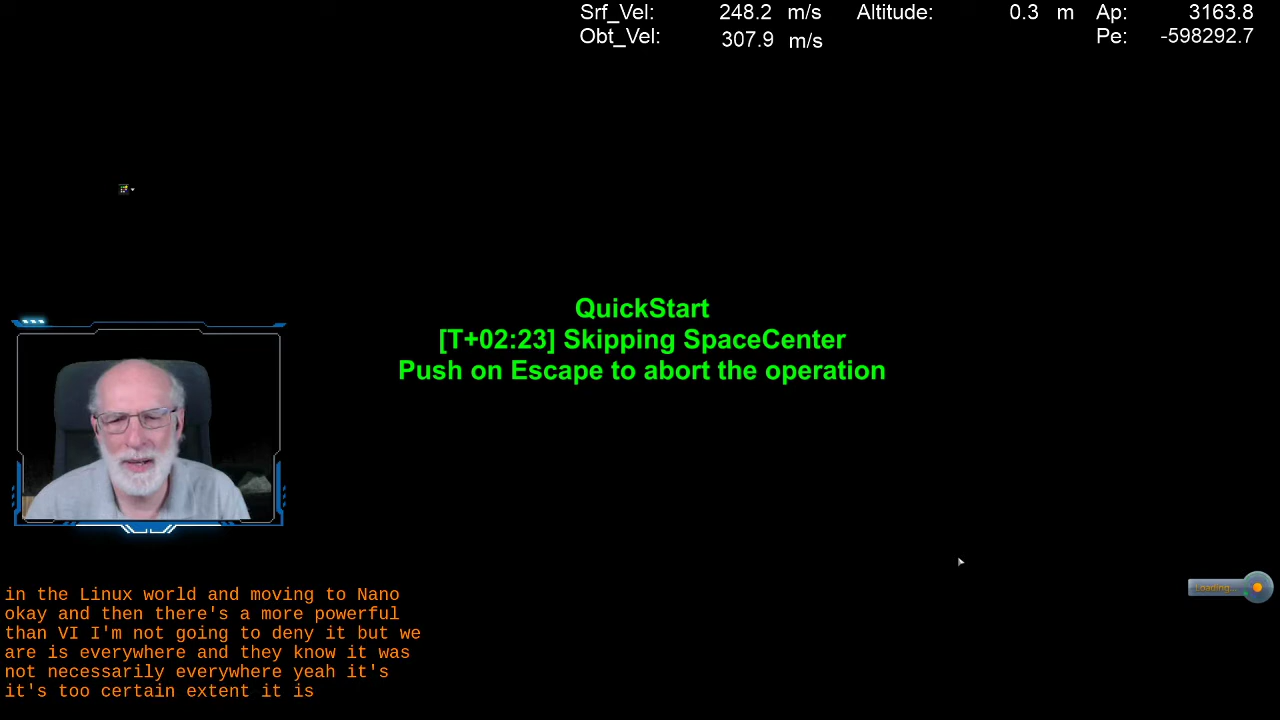 Srf_Vel: 248.2 m/s Altitude: 0.3 m Ap: 3163.8
Obt_Vel: 307.9 m/s Pe: -598292.7
QuickStart
[T+02:23] Skipping SpaceCenter
Push on Escape to abort the operation
Loading...
in the Linux world and moving to Nano
okay and then there's a more powerful
than VI I'm not going to deny it but we
are is everywhere and they know it was
not necessarily everywhere yeah it's
it's too certain extent it is